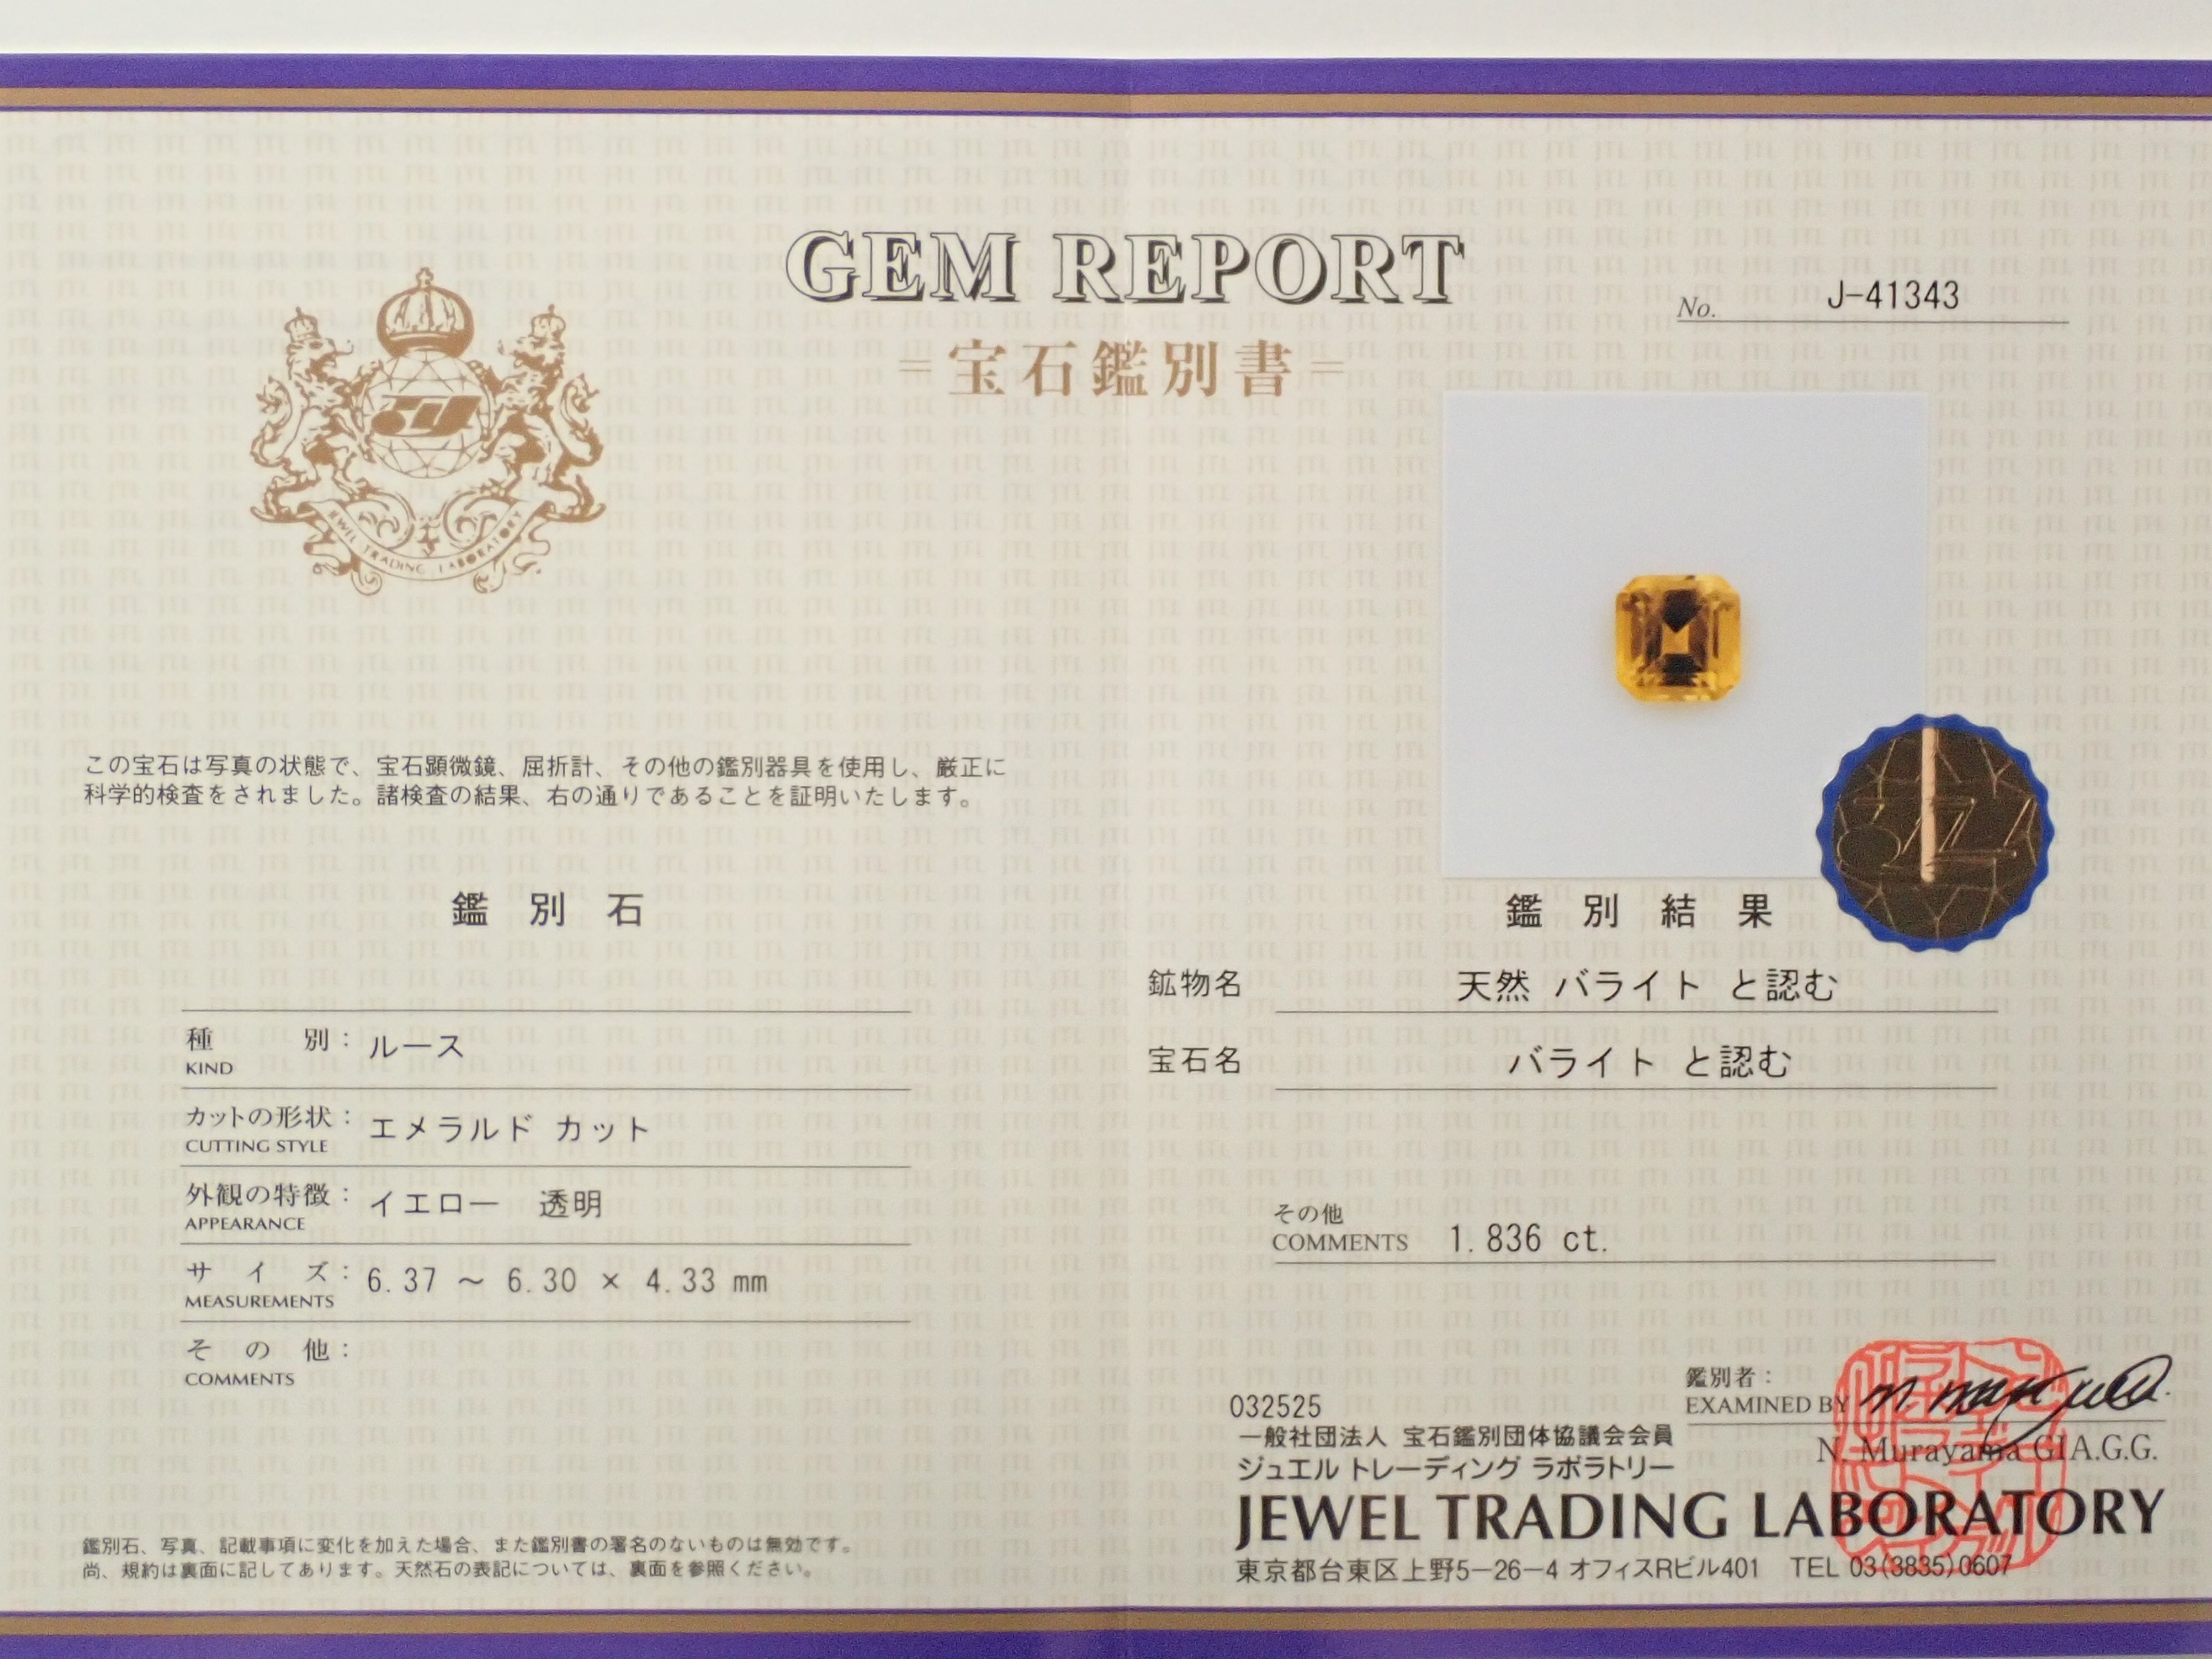 GEM REPORT
=宝石鑑別書=
No. J-41343
JEWEL TRADING LABORATORY
この宝石は写真の状態で、宝石顕微鏡、屈折計、その他の鑑別器具を使用し、厳正に
科学的検査をされました。諸検査の結果、右の通りであることを証明いたします。
鑑別石
種別: ルース
KIND
カットの形状: エメラルド カット
CUTTING STYLE
外観の特徴: イエロー 透明
APPEARANCE
サイズ: 6.37 ～ 6.30 × 4.33 mm
MEASUREMENTS
その他:
COMMENTS
鑑別石、写真、記載事項に変化を加えた場合、また鑑別書の署名のないものは無効です。
尚、規約は裏面に記してあります。天然石の表記については、裏面を参照ください。
鑑別結果
鉱物名 天然 バライト と認む
宝石名 バライト と認む
その他
COMMENTS 1.836 ct.
鑑別者:
EXAMINED BY
N. Murayama GIA.G.G.
032525
一般社団法人 宝石鑑別団体協議会会員
ジュエル トレーディング ラボラトリー
JEWEL TRADING LABORATORY
東京都台東区上野5-26-4 オフィスRビル401 TEL 03(3835)0607